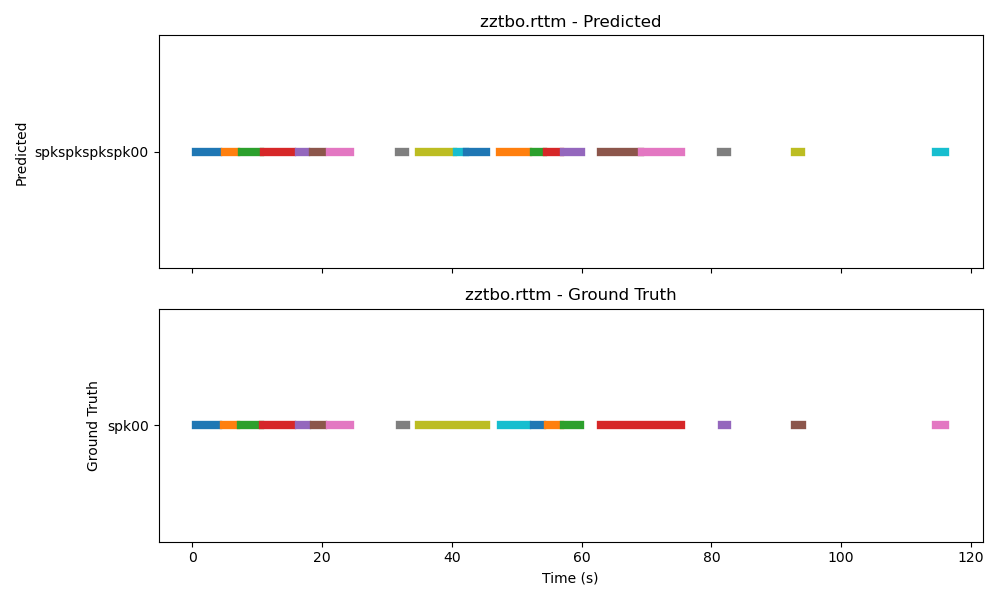 zztbo.rttm - Predicted
Predicted
spkspkspkspk00
zztbo.rttm - Ground Truth
Ground Truth
spk00
0 20 40 60 80 100 120
Time (s)